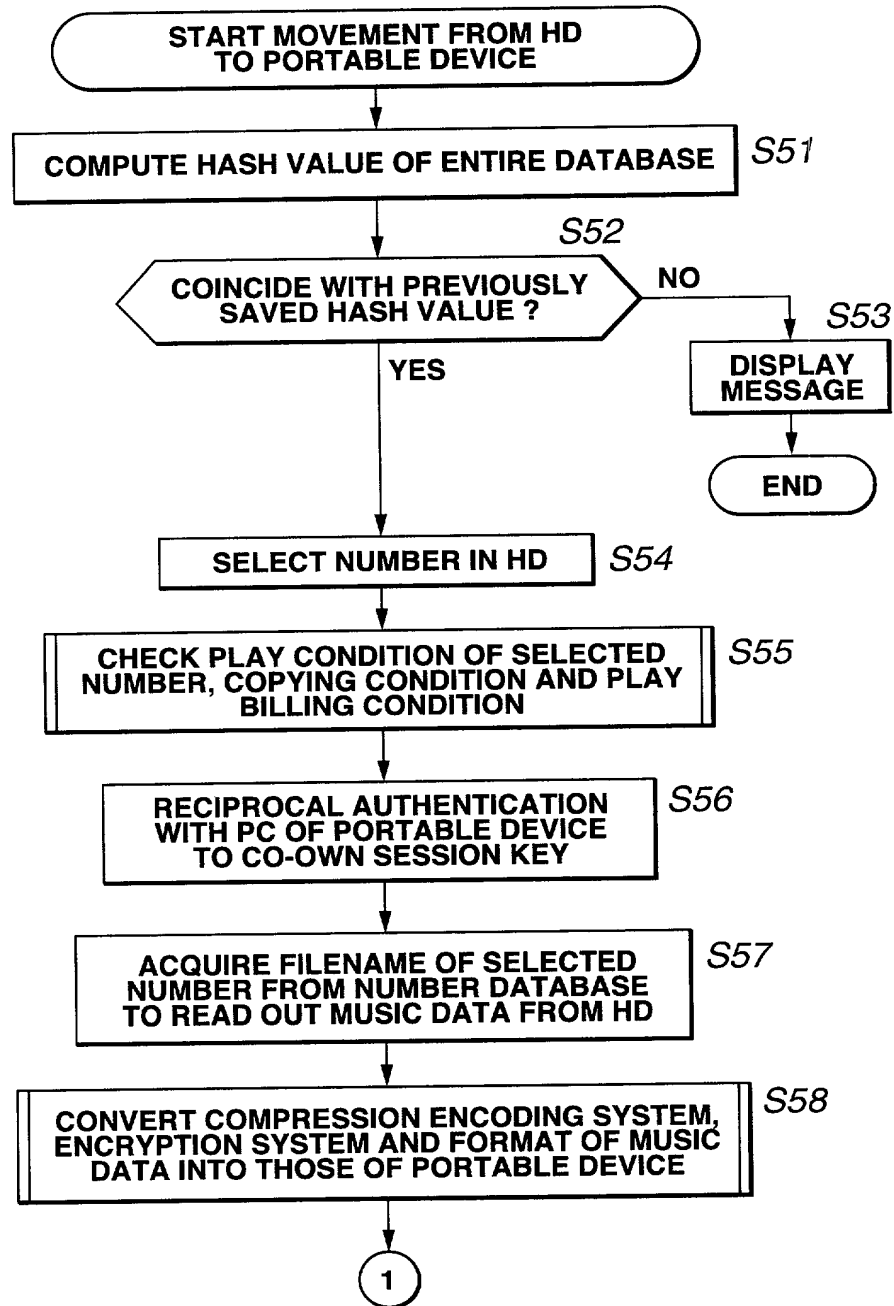 START MOVEMENT FROM HD
TO PORTABLE DEVICE
COMPUTE HASH VALUE OF ENTIRE DATABASE
S51
S52
COINCIDE WITH PREVIOUSLY
SAVED HASH VALUE ?
NO
S53
YES
DISPLAY
MESSAGE
END
SELECT NUMBER IN HD
S54
CHECK PLAY CONDITION OF SELECTED
NUMBER, COPYING CONDITION AND PLAY
BILLING CONDITION
S55
RECIPROCAL AUTHENTICATION
WITH PC OF PORTABLE DEVICE
TO CO-OWN SESSION KEY
S56
ACQUIRE FILENAME OF SELECTED
NUMBER FROM NUMBER DATABASE
TO READ OUT MUSIC DATA FROM HD
S57
CONVERT COMPRESSION ENCODING SYSTEM,
ENCRYPTION SYSTEM AND FORMAT OF MUSIC
DATA INTO THOSE OF PORTABLE DEVICE
S58
1